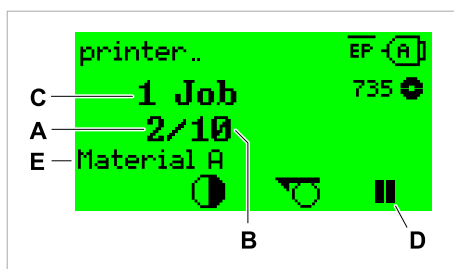 printer.. EP A
C 1 Job 735
A 2/10
E Material A
B D